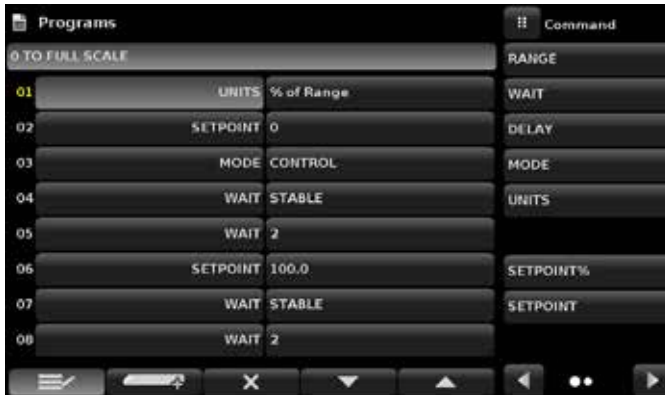 Programs
Command
0 TO FULL SCALE
RANGE
01 UNITS % of Range
WAIT
02 SETPOINT 0
DELAY
03 MODE CONTROL
MODE
04 WAIT STABLE
UNITS
05 WAIT 2
06 SETPOINT 100.0
SETPOINT%
07 WAIT STABLE
SETPOINT
08 WAIT 2